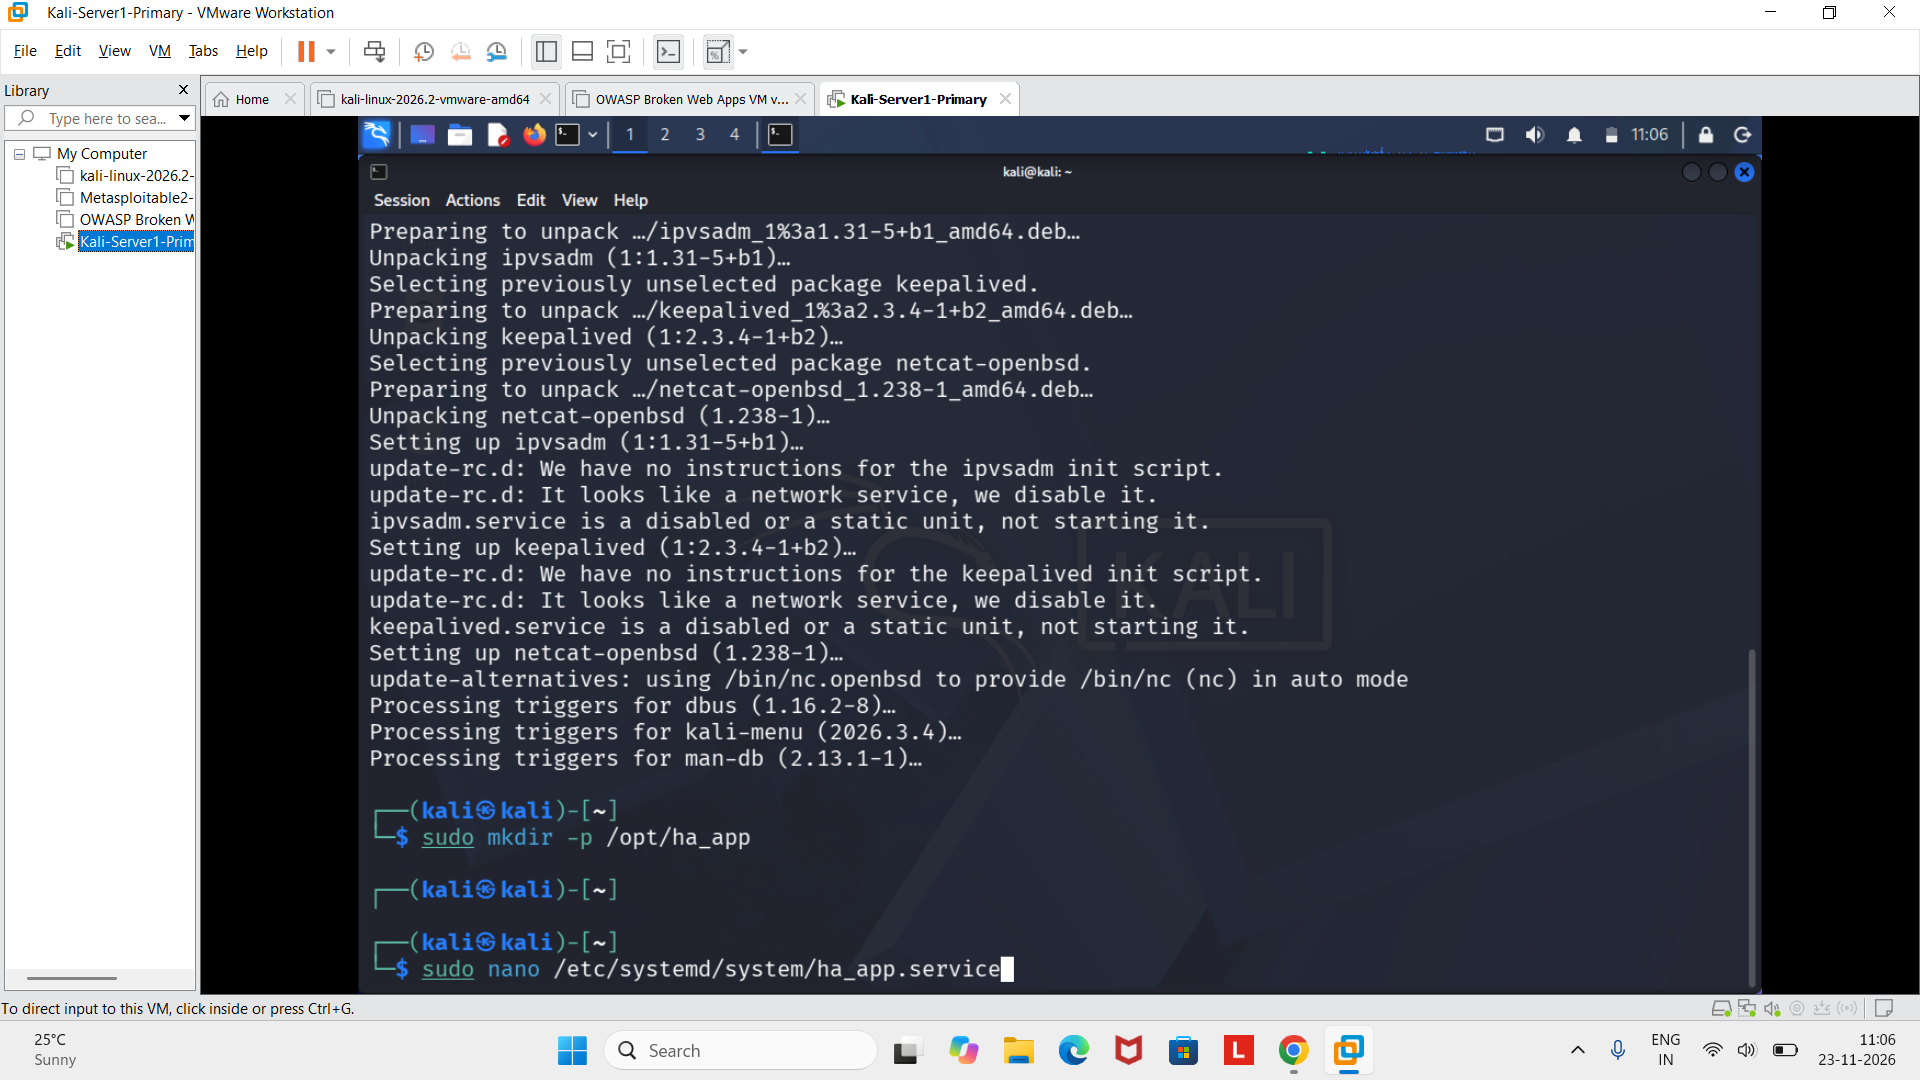 Kali-Server1-Primary - VMware Workstation
File Edit View VM Tabs Help
Library
Type here to sea...
My Computer
kali-linux-2026.2-
Metasploitable2-
OWASP Broken W
Kali-Server1-Prim
Home
kali-linux-2026.2-vmware-amd64
OWASP Broken Web Apps VM v...
Kali-Server1-Primary
1 2 3 4
11:06
kali@kali: ~
Session Actions Edit View Help
Preparing to unpack …/ipvsadm_1%3a1.31-5+b1_amd64.deb…
Unpacking ipvsadm (1:1.31-5+b1)…
Selecting previously unselected package keepalived.
Preparing to unpack …/keepalived_1%3a2.3.4-1+b2_amd64.deb…
Unpacking keepalived (1:2.3.4-1+b2)…
Selecting previously unselected package netcat-openbsd.
Preparing to unpack …/netcat-openbsd_1.238-1_amd64.deb…
Unpacking netcat-openbsd (1.238-1)…
Setting up ipvsadm (1:1.31-5+b1)…
update-rc.d: We have no instructions for the ipvsadm init script.
update-rc.d: It looks like a network service, we disable it.
ipvsadm.service is a disabled or a static unit, not starting it.
Setting up keepalived (1:2.3.4-1+b2)…
update-rc.d: We have no instructions for the keepalived init script.
update-rc.d: It looks like a network service, we disable it.
keepalived.service is a disabled or a static unit, not starting it.
Setting up netcat-openbsd (1.238-1)…
update-alternatives: using /bin/nc.openbsd to provide /bin/nc (nc) in auto mode
Processing triggers for dbus (1.16.2-8)…
Processing triggers for kali-menu (2026.3.4)…
Processing triggers for man-db (2.13.1-1)…
┌──(kali㉿kali)-[~]
└─$ sudo mkdir -p /opt/ha_app
┌──(kali㉿kali)-[~]
┌──(kali㉿kali)-[~]
└─$ sudo nano /etc/systemd/system/ha_app.service
KALI
To direct input to this VM, click inside or press Ctrl+G.
25°C
Sunny
Search
L
ENG
IN
11:06
23-11-2026